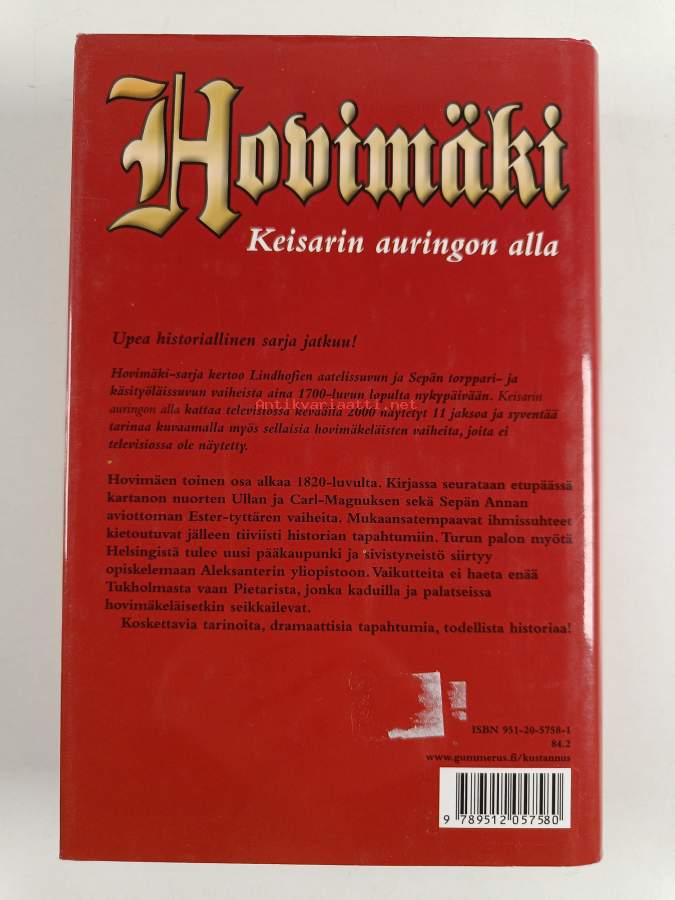 Hovimäki
Keisarin auringon alla
Upea historiallinen sarja jatkuu!
Hovimäki-sarja kertoo Lindhofien aatelissuvun ja Sepän torppari- ja
käsityöläissuvun vaiheista aina 1700-luvun lopulta nykypäivään. Keisarin
auringon alla kattaa televisiossa keväällä 2000 näytetyt 11 jaksoa ja syventää
Antikvariaatti.net
tarinaa kuvaamalla myös sellaisia hovimäkeläisten vaiheita, joita ei
televisiossa ole näytetty.
Hovimäen toinen osa alkaa 1820-luvulta. Kirjassa seurataan etupäässä
kartanon nuorten Ullan ja Carl-Magnuksen sekä Sepän Annan
aviottoman Ester-tyttären vaiheita. Mukaansatempaavat ihmissuhteet
kietoutuvat jälleen tiiviisti historian tapahtumiin. Turun palon myötä
Helsingistä tulee uusi pääkaupunki ja sivistyneistö siirtyy
opiskelemaan Aleksanterin yliopistoon. Vaikutteita ei haeta enää
Tukholmasta vaan Pietarista, jonka kaduilla ja palatseissa
hovimäkeläisetkin seikkailevat.
Koskettavia tarinoita, dramaattisia tapahtumia, todellista historiaa!
ISBN 951-20-5758-1
84.2
www.gummerus.fi/kustannus
9 789512 057580